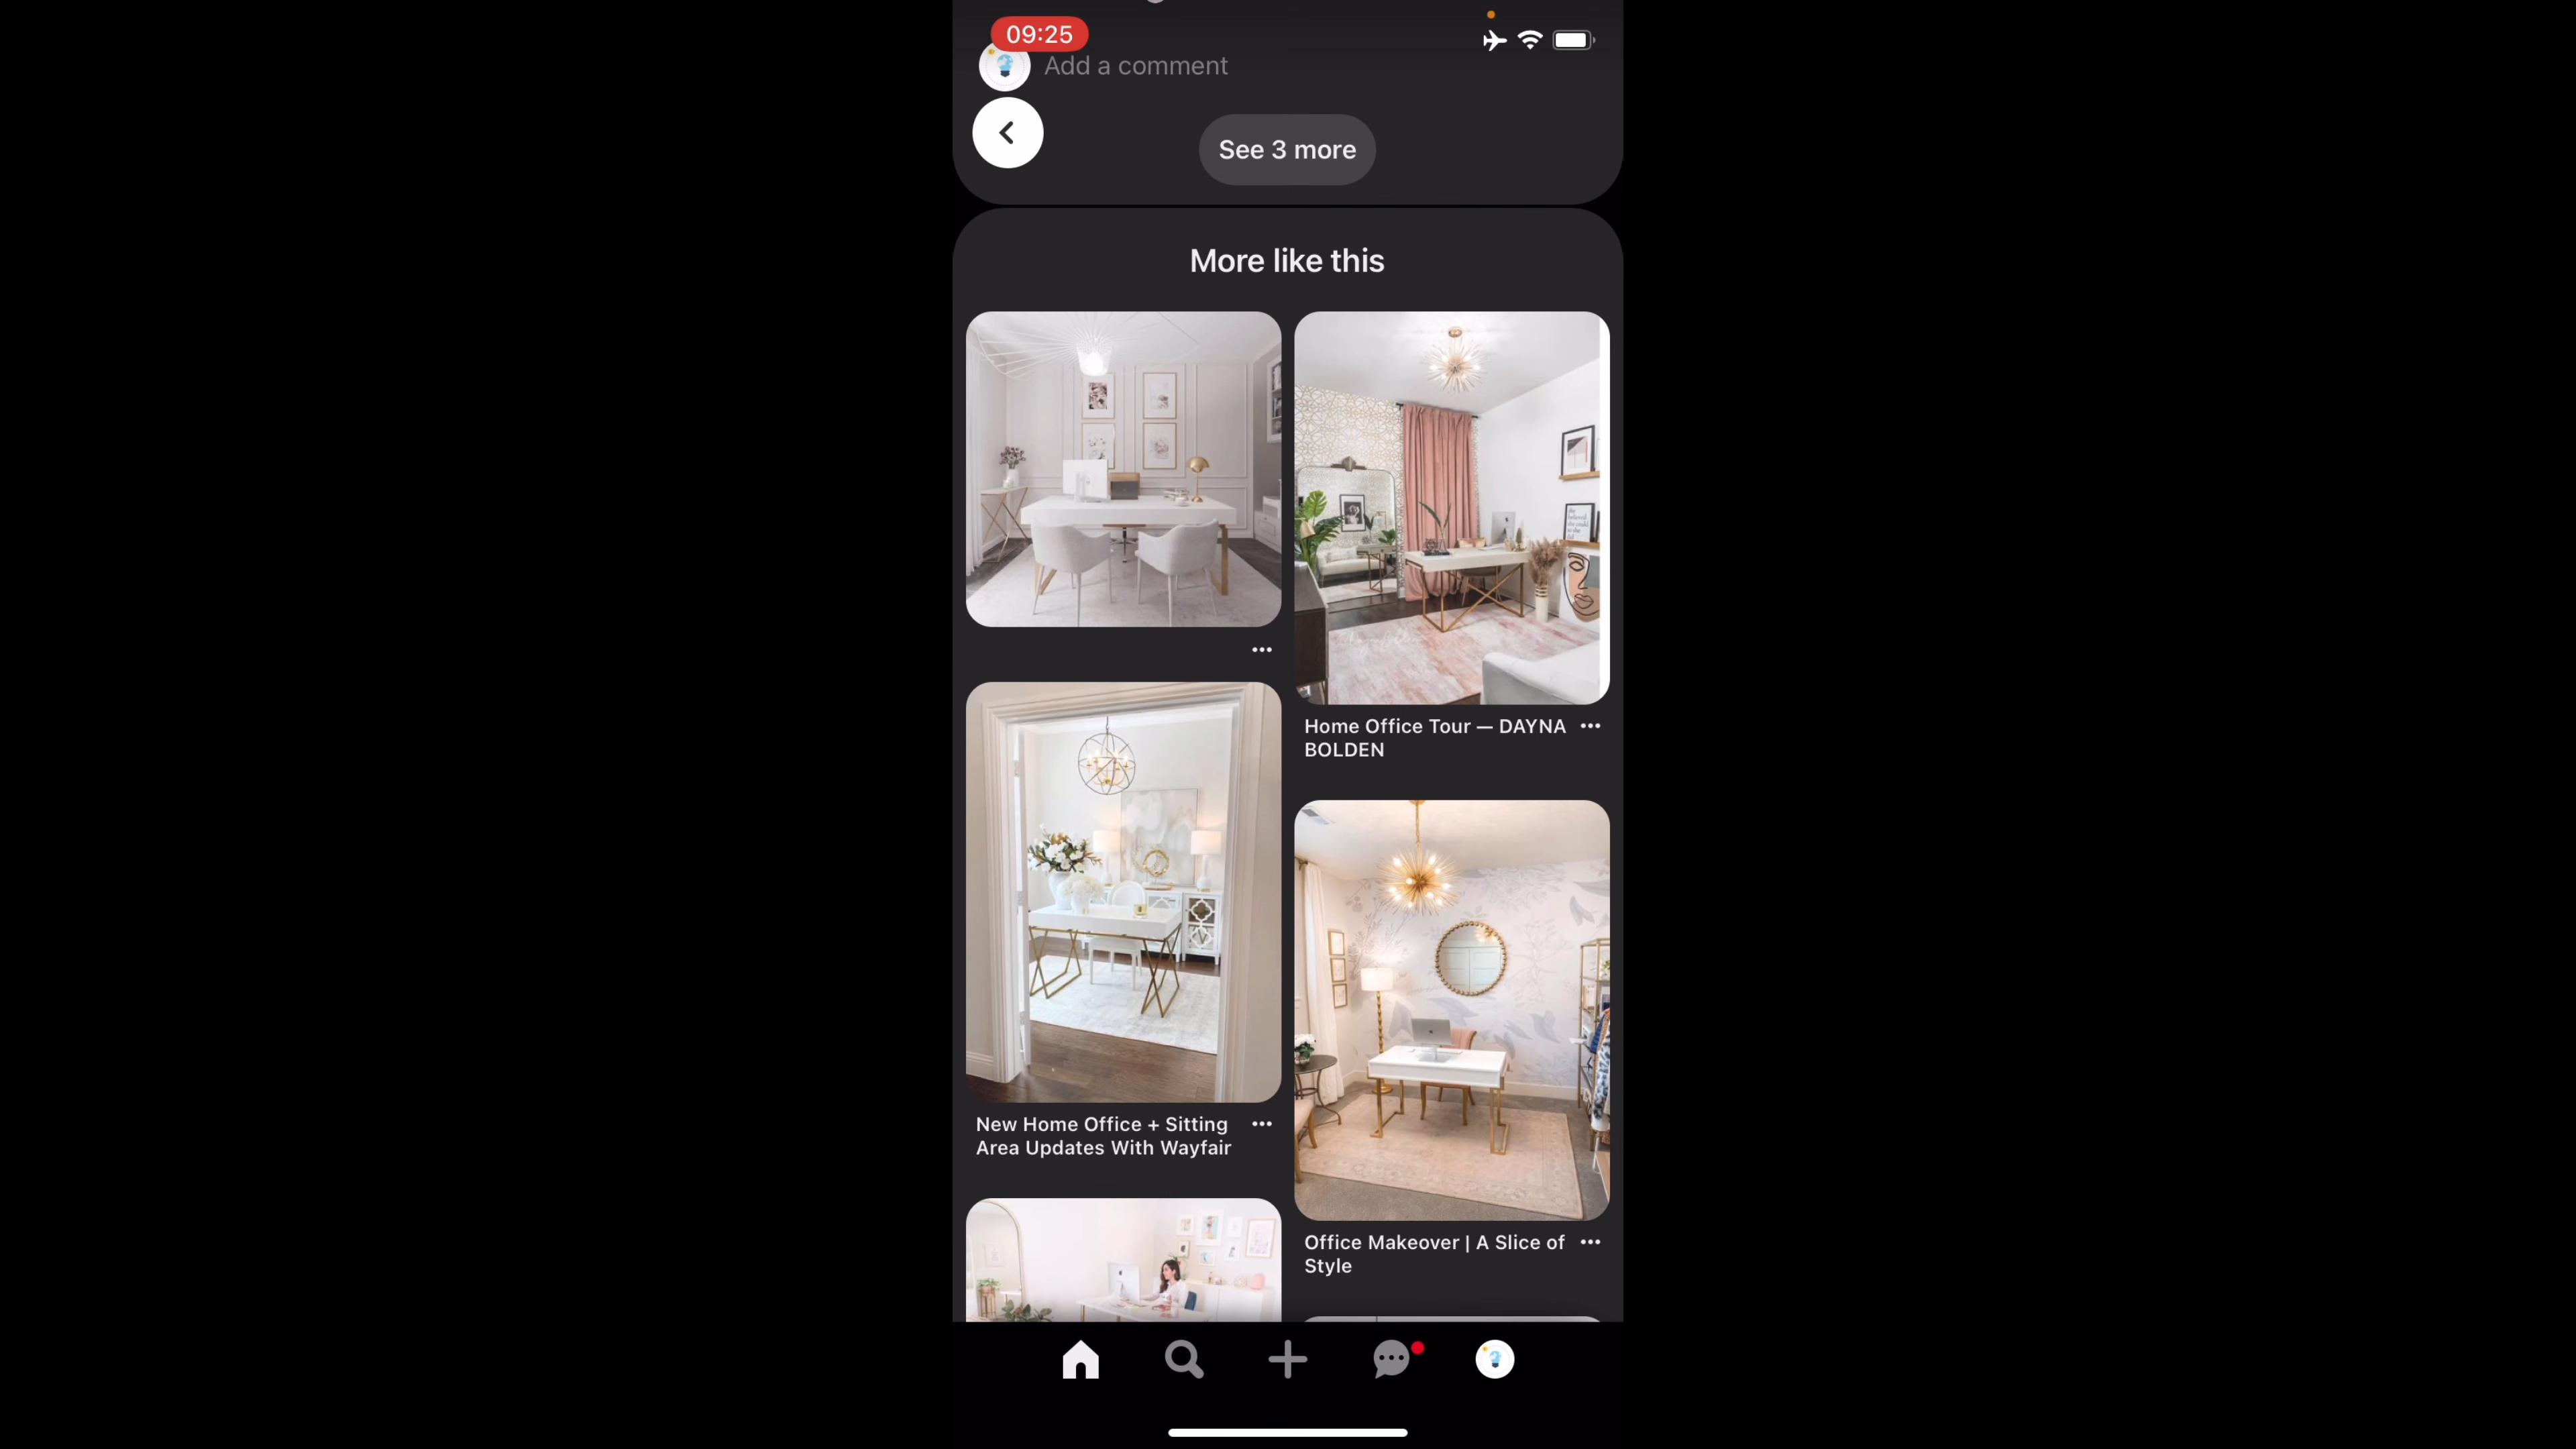 09:25
Add a comment
See 3 more
More like this
Home Office Tour — DAYNA
BOLDEN
New Home Office + Sitting
Area Updates With Wayfair
Office Makeover | A Slice of
Style